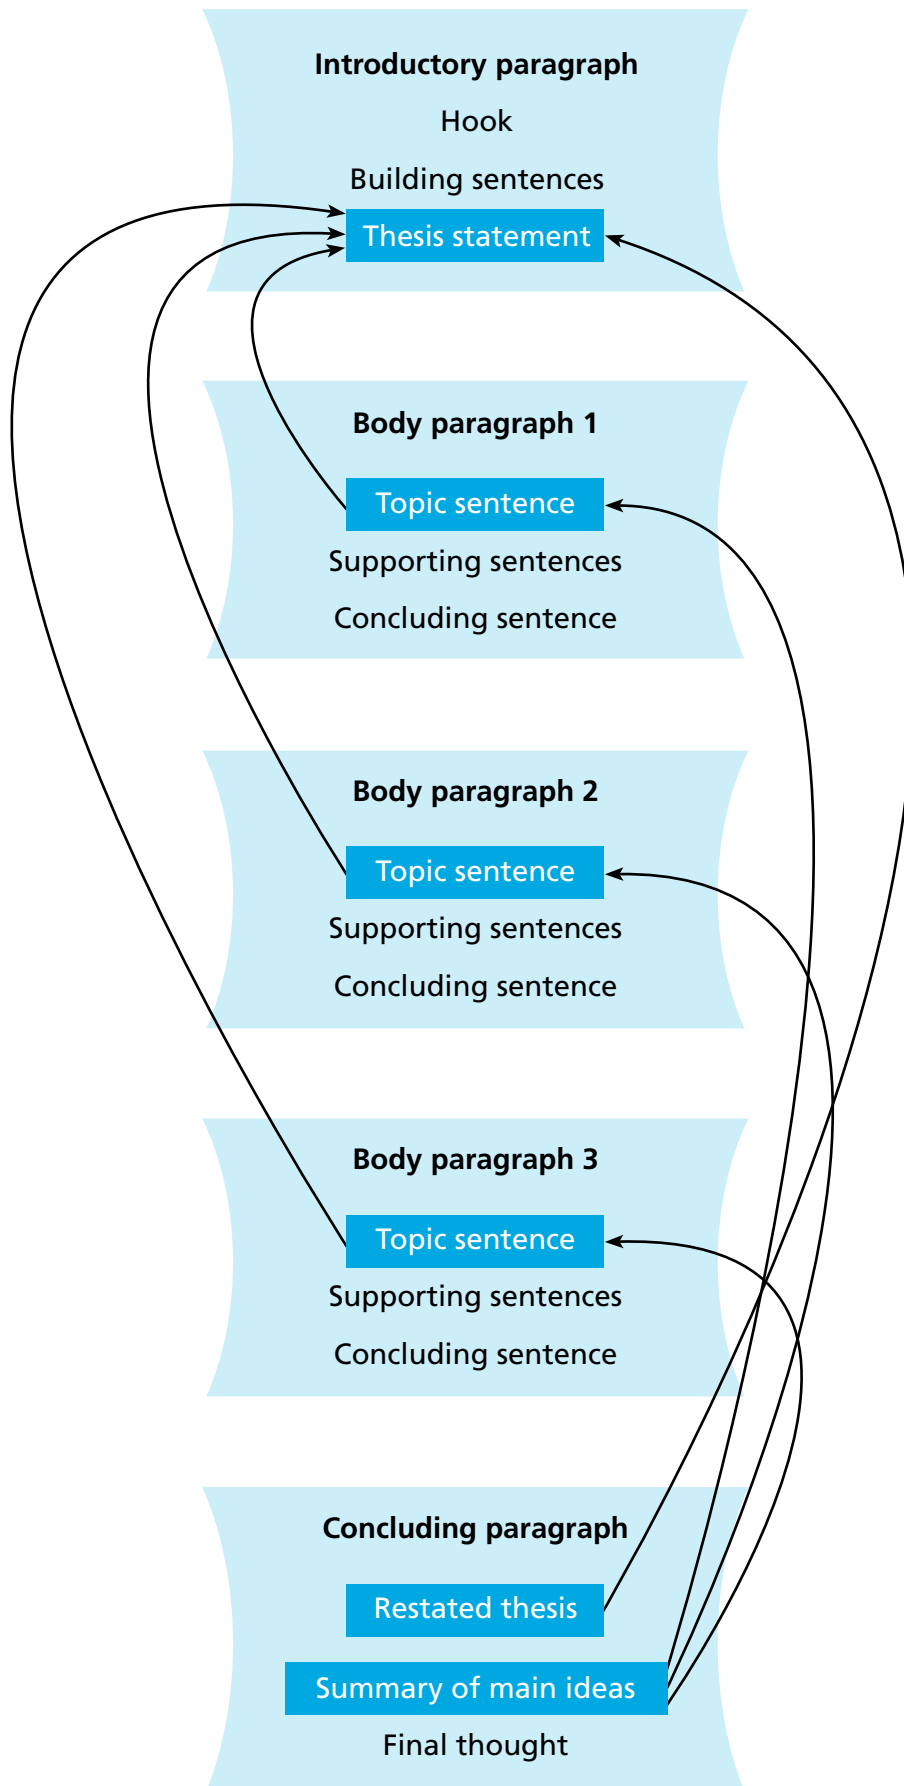 Introductory paragraph
Hook
Building sentences
Thesis statement
Body paragraph 1
Topic sentence
Supporting sentences
Concluding sentence
Body paragraph 2
Topic sentence
Supporting sentences
Concluding sentence
Body paragraph 3
Topic sentence
Supporting sentences
Concluding sentence
Concluding paragraph
Restated thesis
Summary of main ideas
Final thought